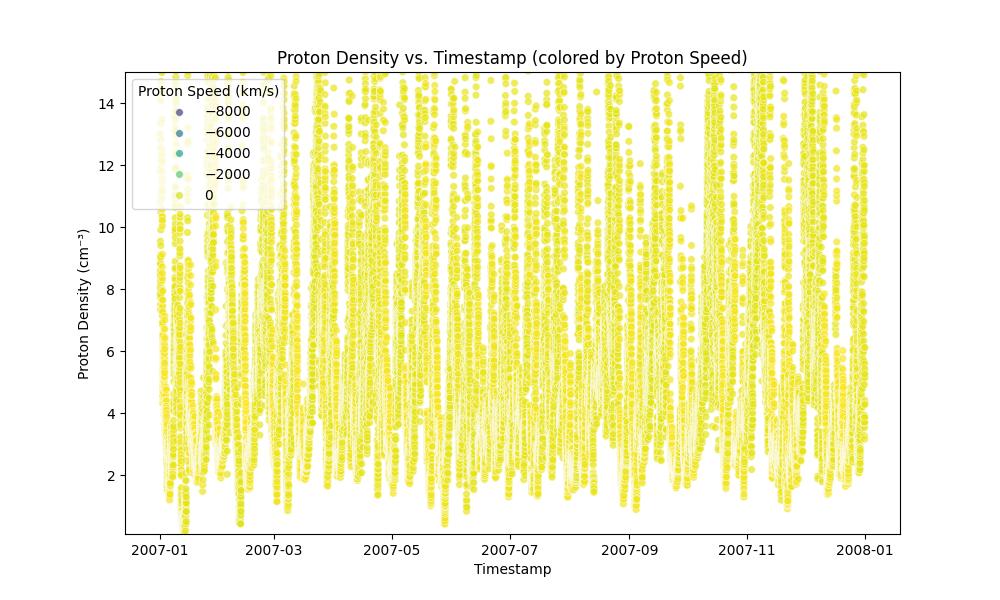 Proton Density vs. Timestamp (colored by Proton Speed)
Proton Speed (km/s)
−8000
−6000
−4000
−2000
0
Proton Density (cm⁻³)
14
12
10
8
6
4
2
2007-01 2007-03 2007-05 2007-07 2007-09 2007-11 2008-01
Timestamp